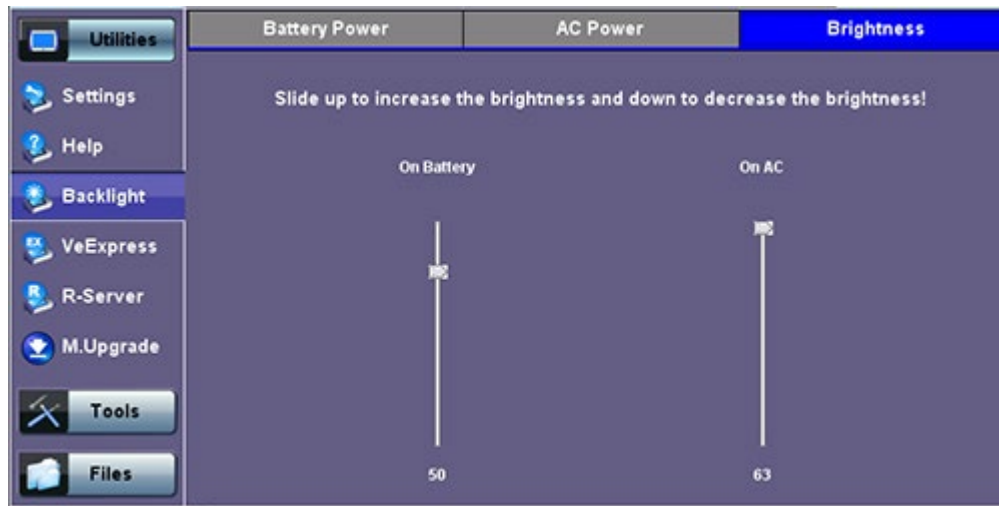 Utilities
Battery Power
AC Power
Brightness
Settings
Help
Backlight
VeExpress
R-Server
M.Upgrade
Tools
Files
Slide up to increase the brightness and down to decrease the brightness!
On Battery
On AC
50
63